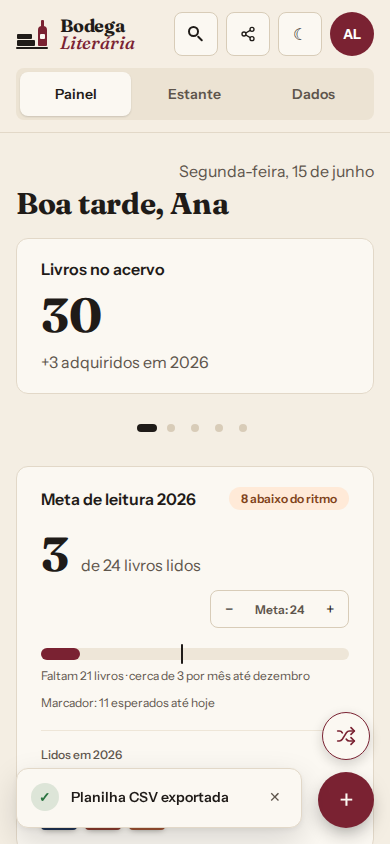 Bodega
Literária
AL
Painel
Estante
Dados
Segunda-feira, 15 de junho
Boa tarde, Ana
Livros no acervo
30
+3 adquiridos em 2026
Meta de leitura 2026
8 abaixo do ritmo
3 de 24 livros lidos
− Meta: 24 +
Faltam 21 livros · cerca de 3 por mês até dezembro
Marcador: 11 esperados até hoje
Lidos em 2026
✓ Planilha CSV exportada ✕
+